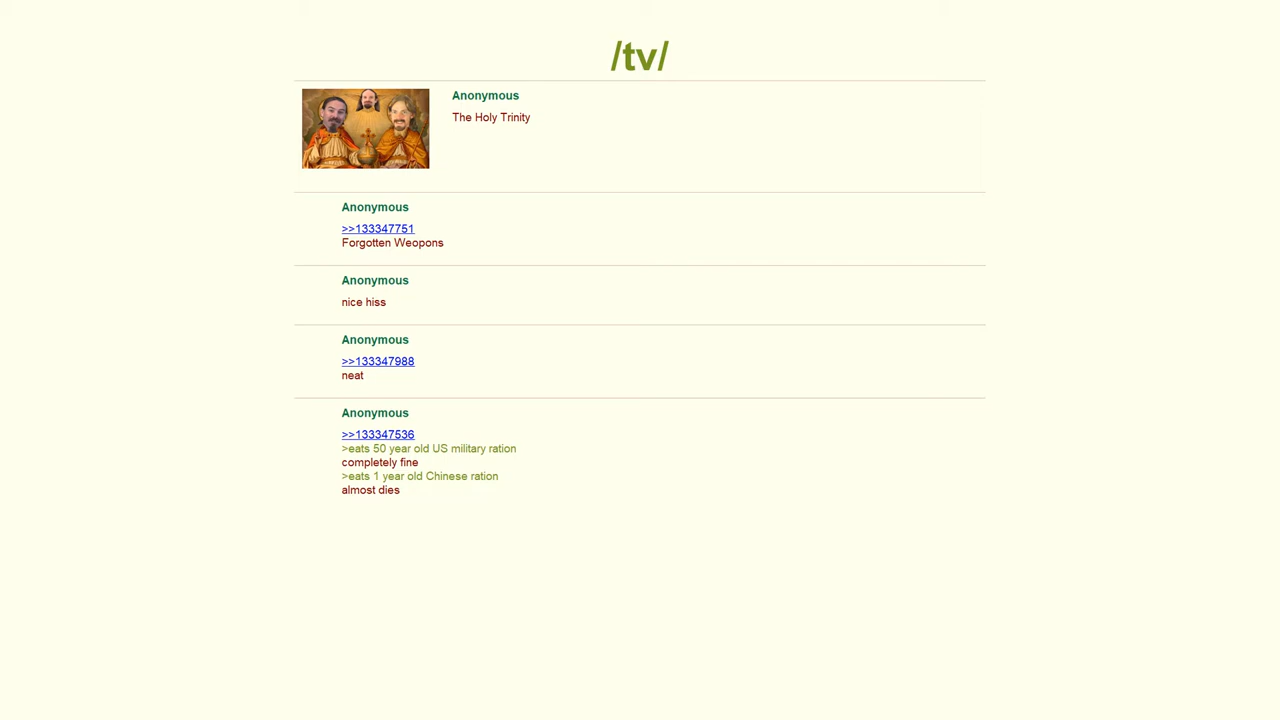 /tv/
Anonymous
The Holy Trinity
Anonymous
>>133347751
Forgotten Weopons
Anonymous
nice hiss
Anonymous
>>133347988
neat
Anonymous
>>133347536
>eats 50 year old US military ration
completely fine
>eats 1 year old Chinese ration
almost dies